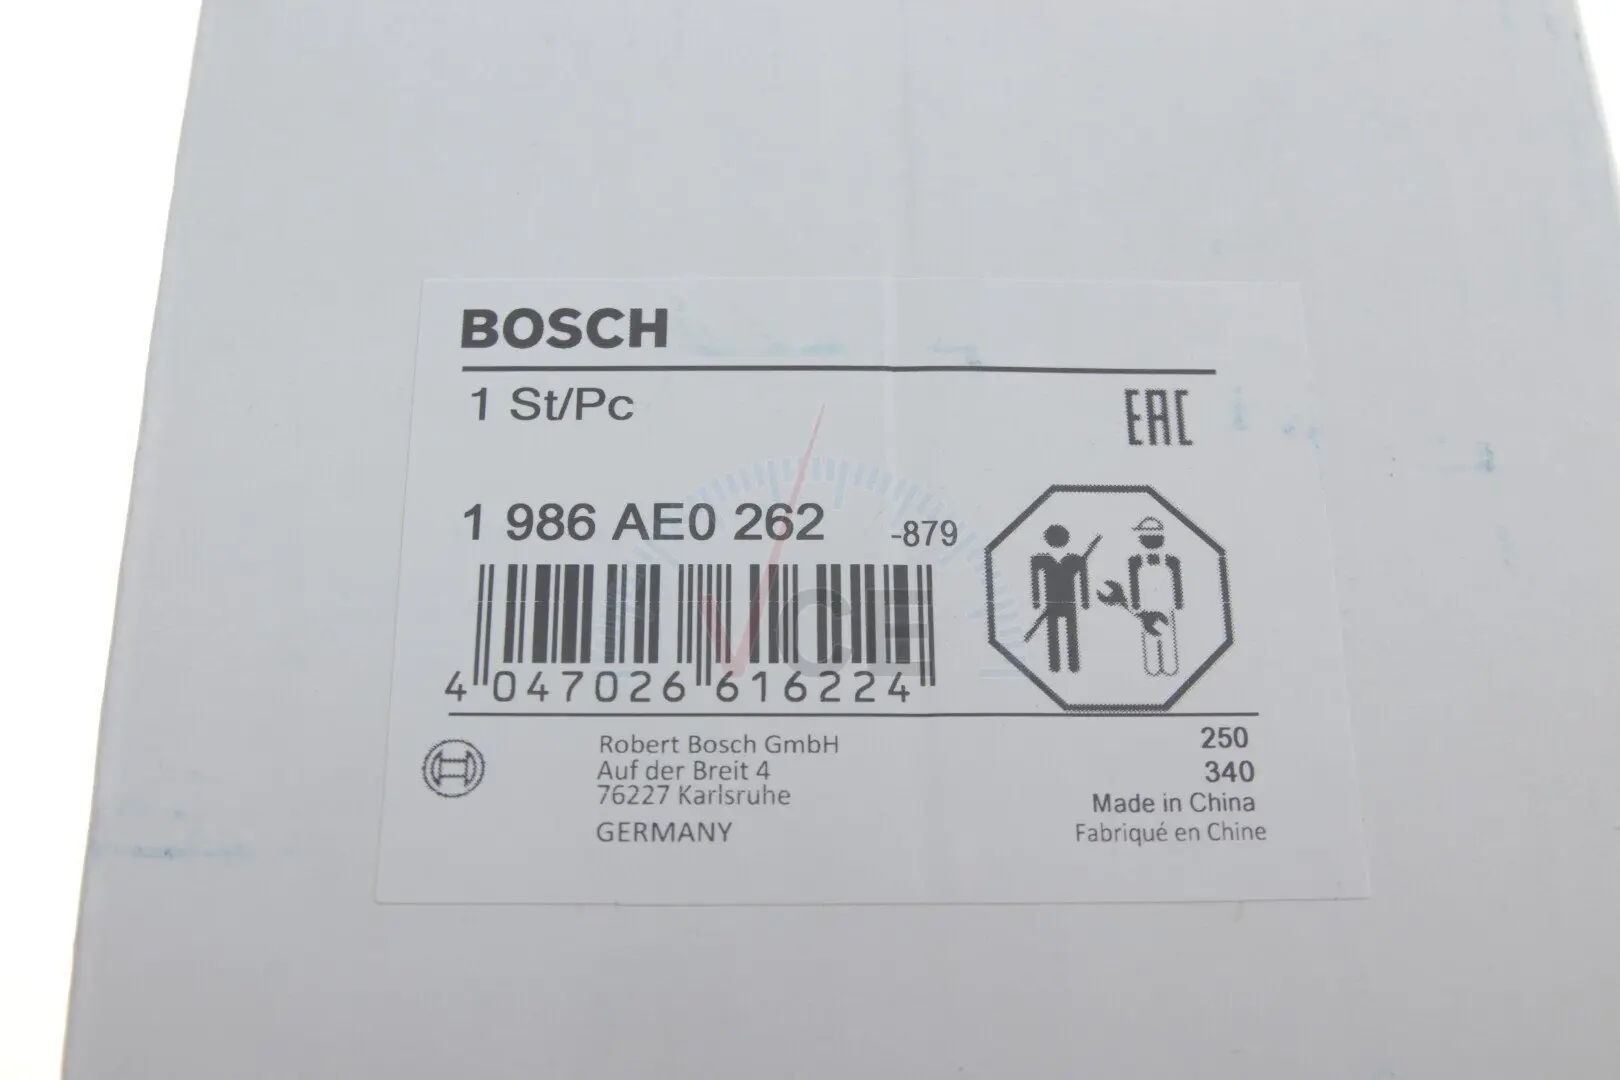 BOSCH
1 St/Pc
EAC
1 986 AE0 262 -879
4 047026 616224
VCE
Robert Bosch GmbH
Auf der Breit 4
76227 Karlsruhe
GERMANY
250
340
Made in China
Fabriqué en Chine